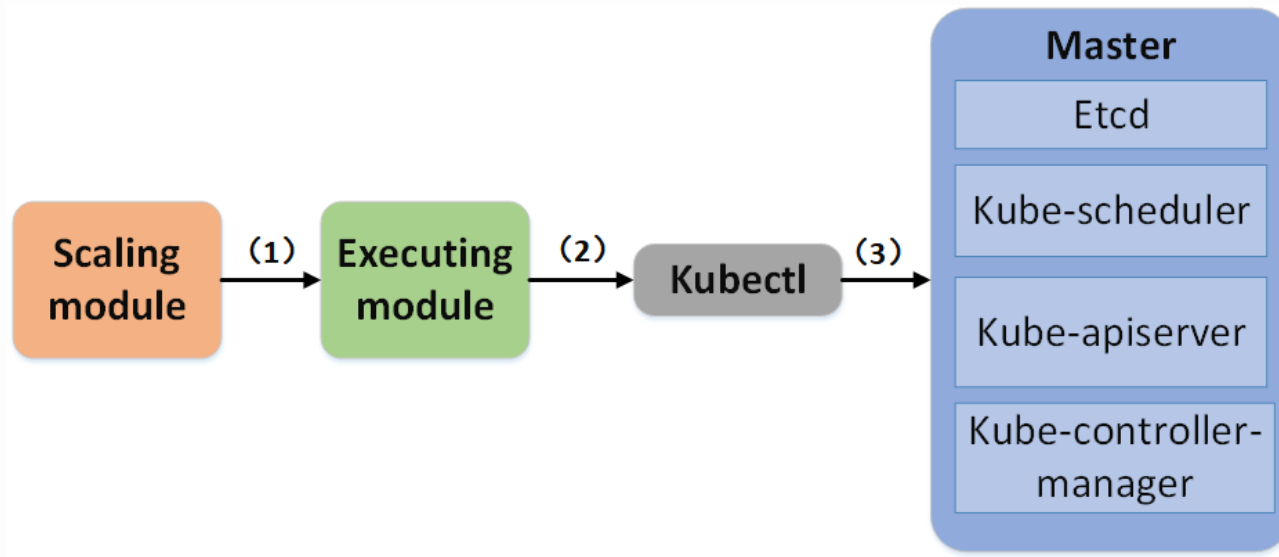 Master
Etcd
Kube-scheduler
Kube-apiserver
Kube-controller-
manager
Scaling
module
(1)
Executing
module
(2)
Kubectl
(3)